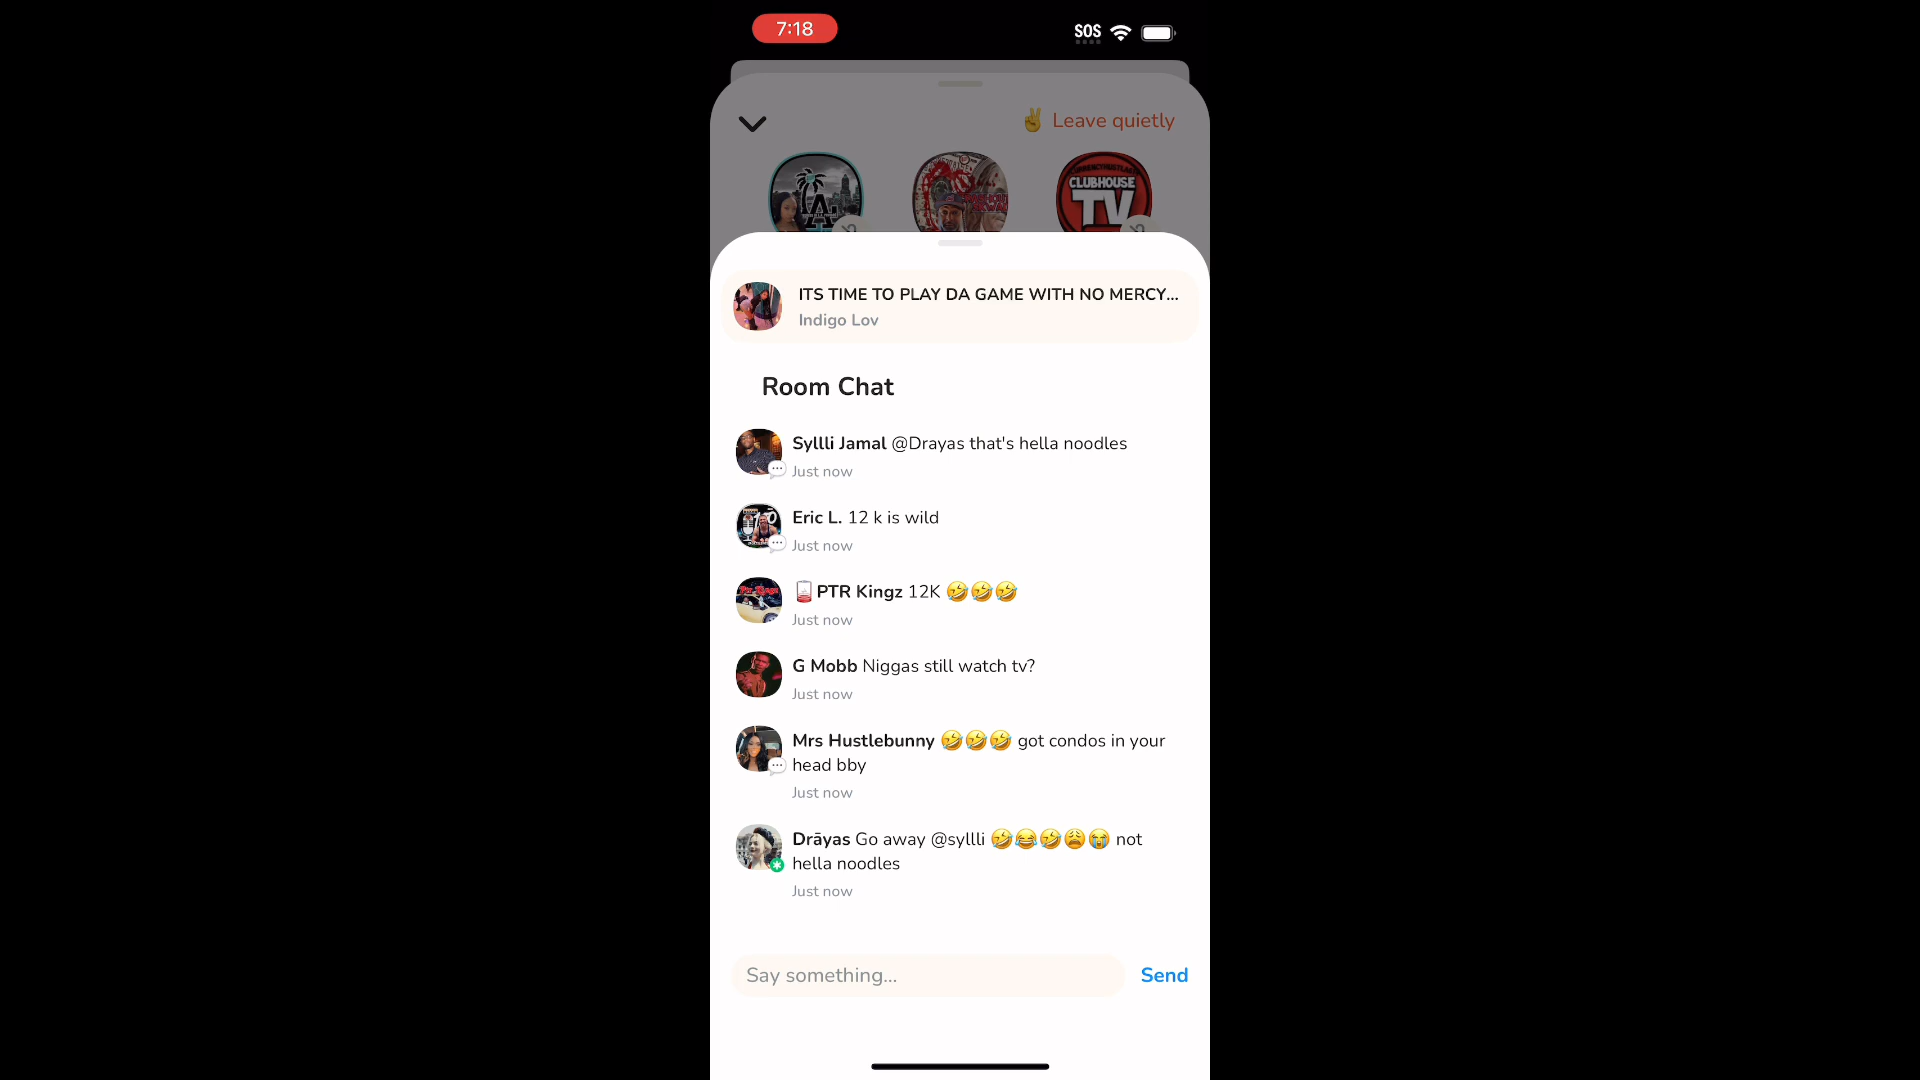 7:18
SOS
✌️ Leave quietly
CLUBHOUSE
TV
ITS TIME TO PLAY DA GAME WITH NO MERCY...
Indigo Lov
Room Chat
Syllli Jamal @Drayas that's hella noodles
Just now
Eric L. 12 k is wild
Just now
🪫PTR Kingz 12K 🤣🤣🤣
Just now
G Mobb Niggas still watch tv?
Just now
Mrs Hustlebunny 🤣🤣🤣 got condos in your
head bby
Just now
Drāyas Go away @syllli 🤣😂🤣😩😭 not
hella noodles
Just now
Say something...
Send